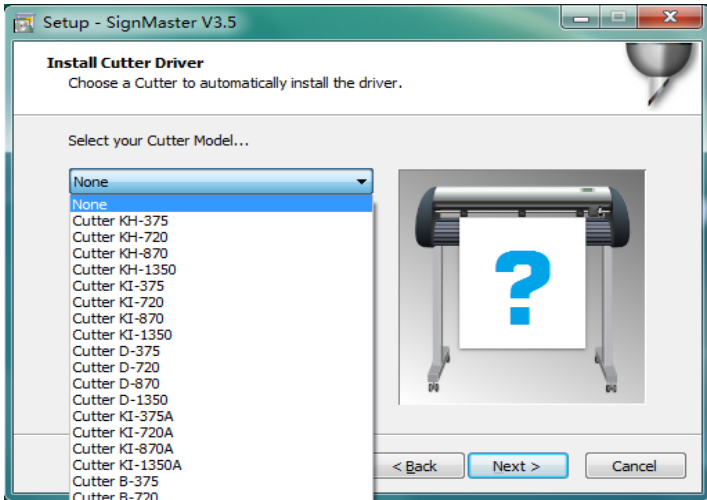 Setup - SignMaster V3.5
Install Cutter Driver
Choose a Cutter to automatically install the driver.
Select your Cutter Model...
None
None
Cutter KH-375
Cutter KH-720
Cutter KH-870
Cutter KH-1350
Cutter KI-375
Cutter KI-720
Cutter KI-870
Cutter KI-1350
Cutter D-375
Cutter D-720
Cutter D-870
Cutter D-1350
Cutter KI-375A
Cutter KI-720A
Cutter KI-870A
Cutter KI-1350A
Cutter B-375
Cutter B-720
?
< Back
Next >
Cancel